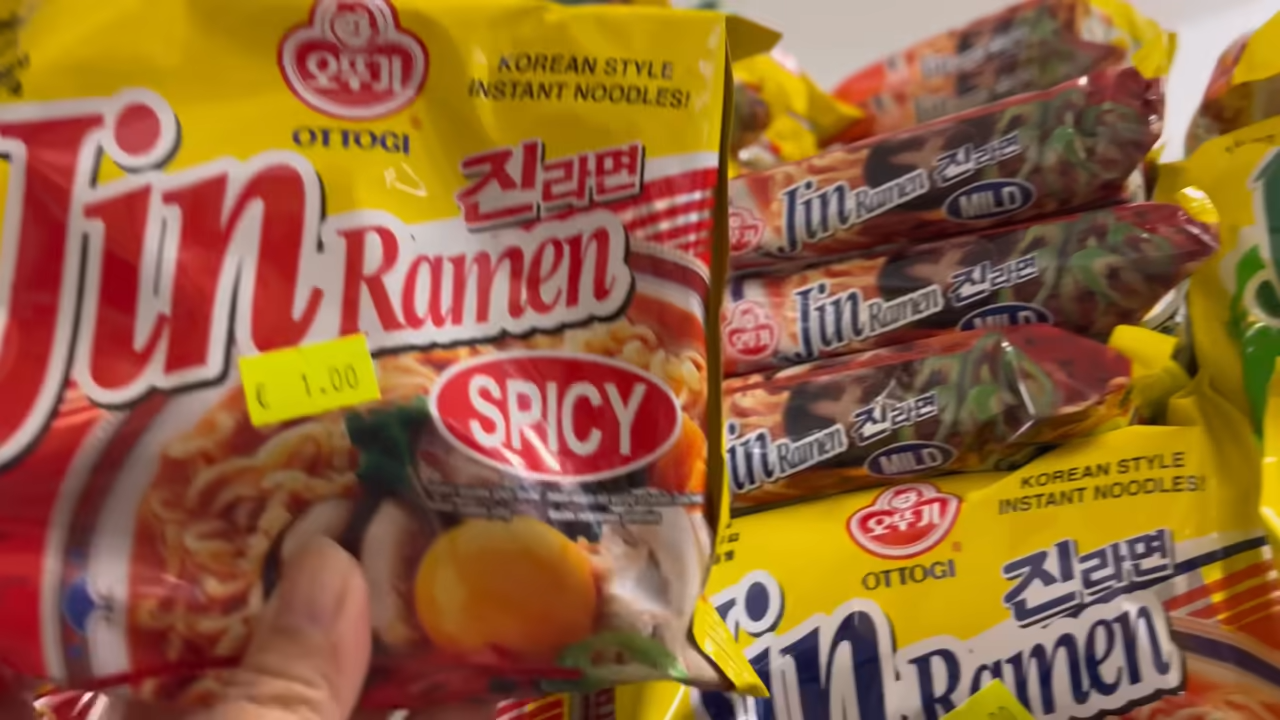 오뚜기
OTTOGI
KOREAN STYLE
INSTANT NOODLES!
진라면
Jin Ramen
€ 1.00
SPICY
Jin Ramen 진라면
MILD
Jin Ramen 진라면
MILD
Jin Ramen 진라면
MILD
오뚜기
OTTOGI
KOREAN STYLE
INSTANT NOODLES!
진라면
Jin Ramen